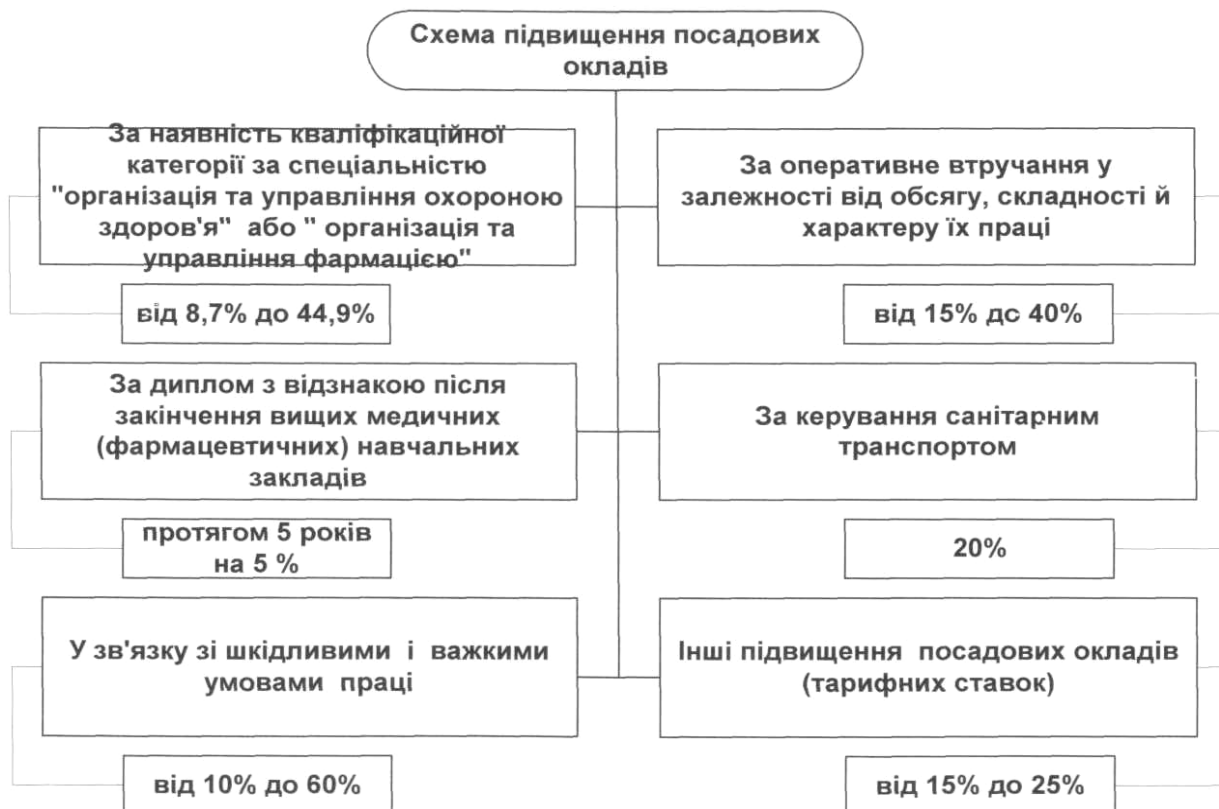 Схема підвищення посадових
окладів
За наявність кваліфікаційної
категорії за спеціальністю
"організація та управління охороною
здоров'я" або " організація та
управління фармацією"
від 8,7% до 44,9%
За оперативне втручання у
залежності від обсягу, складності й
характеру їх праці
від 15% до 40%
За диплом з відзнакою після
закінчення вищих медичних
(фармацевтичних) навчальних
закладів
протягом 5 років
на 5 %
За керування санітарним
транспортом
20%
У зв'язку зі шкідливими і важкими
умовами праці
від 10% до 60%
Інші підвищення посадових окладів
(тарифних ставок)
від 15% до 25%